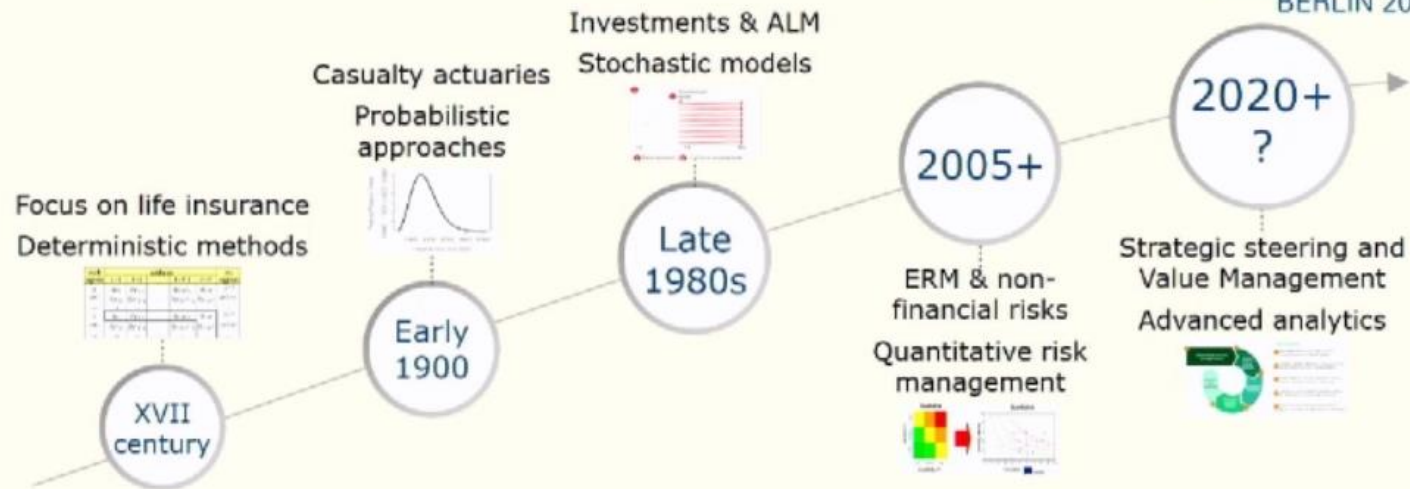 BERLIN 20
Investments & ALM
Stochastic models
Casualty actuaries
Probabilistic
approaches
2020+
?
2005+
Focus on life insurance
Deterministic methods
Late
1980s
Strategic steering and
Value Management
Advanced analytics
ERM & non-
financial risks
Quantitative risk
management
Early
1900
XVII
century